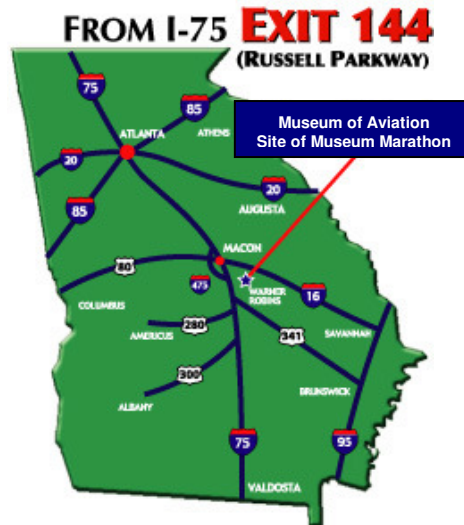 FROM I-75 EXIT 144
(RUSSELL PARKWAY)
75
85
Museum of Aviation
Site of Museum Marathon
ATLANTA
ATHENS
20
20
85
AUGUSTA
MACON
80
475
WARNER
ROBINS
16
COLUMBUS
280
AMERICUS
341
SAVANNAH
300
BRUNSWICK
ALBANY
75
95
VALDOSTA